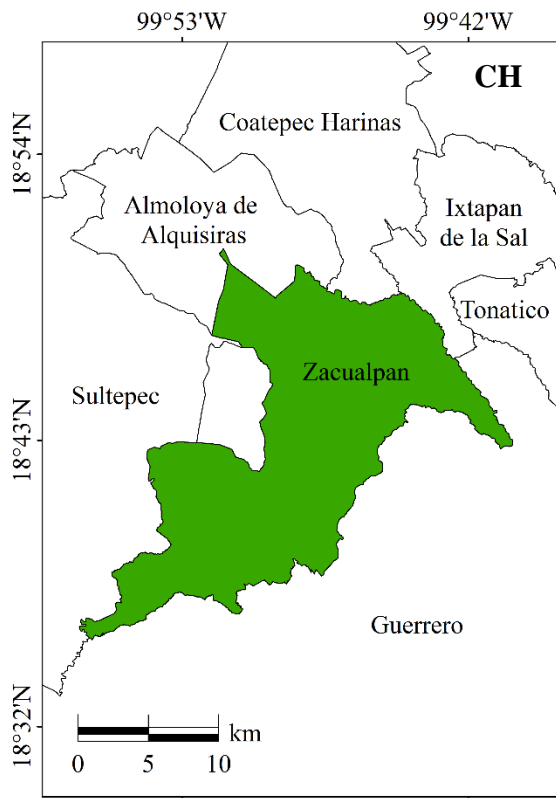 99°53'W
99°42'W
CH
Coatepec Harinas
18°54'N
Almoloya de
Alquisiras
Ixtapan
de la Sal
Tonatico
Zacualpan
Sultepec
18°43'N
Guerrero
18°32'N
km
0 5 10